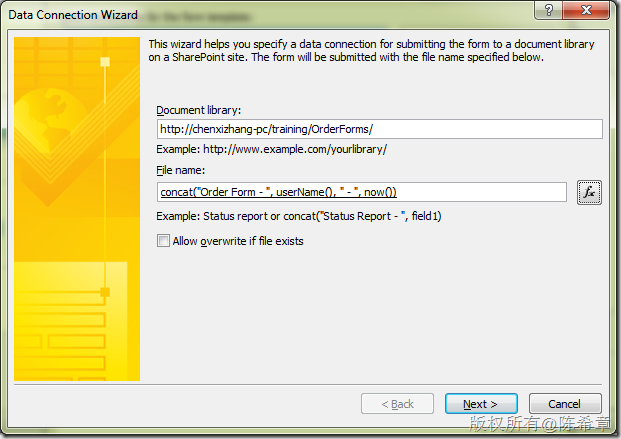 Data Connection Wizard
This wizard helps you specify a data connection for submitting the form to a document library
on a SharePoint site. The form will be submitted with the file name specified below.
Document library:
http://chenxizhang-pc/training/OrderForms/
Example: http://www.example.com/yourlibrary/
File name:
concat("Order Form - ", userName(), " - ", now())
fx
Example: Status report or concat("Status Report - ", field1)
Allow overwrite if file exists
< Back
Next >
Cancel
版权所有@陈希章